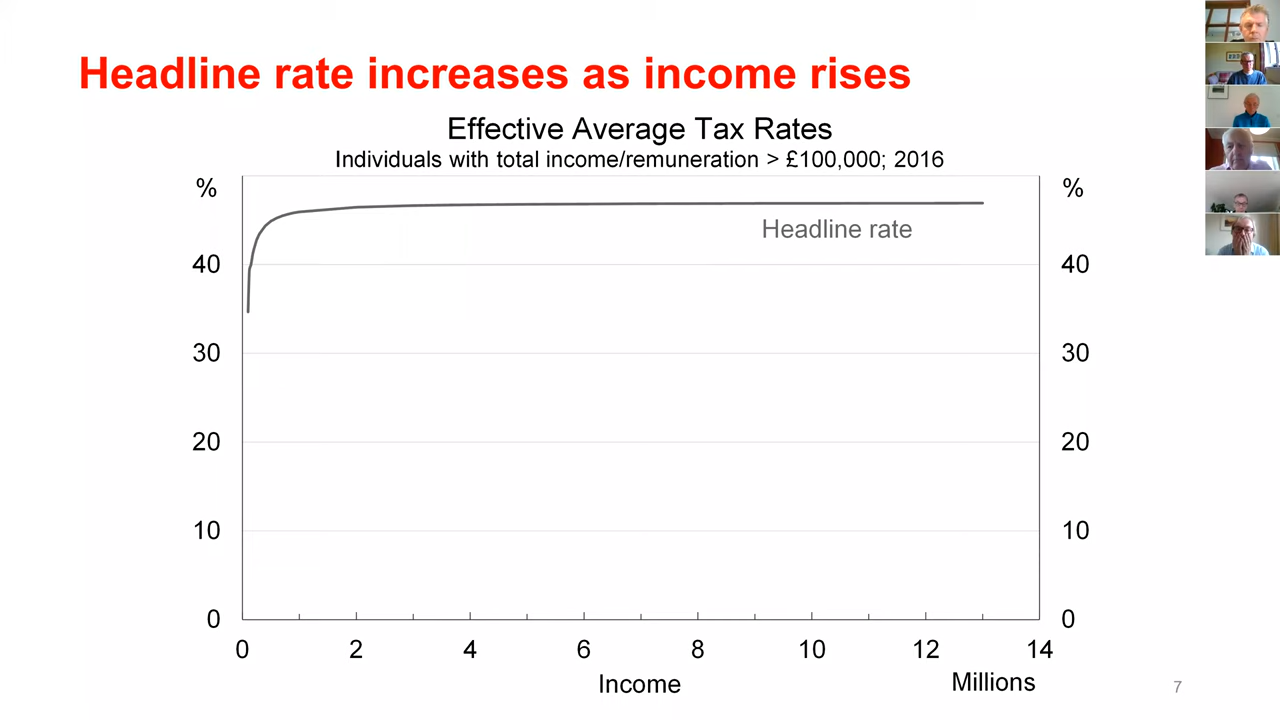 Headline rate increases as income rises
Effective Average Tax Rates
Individuals with total income/remuneration > £100,000; 2016
% %
Headline rate
40 40
30 30
20 20
10 10
0 0
0 2 4 6 8 10 12 14
Income Millions
7